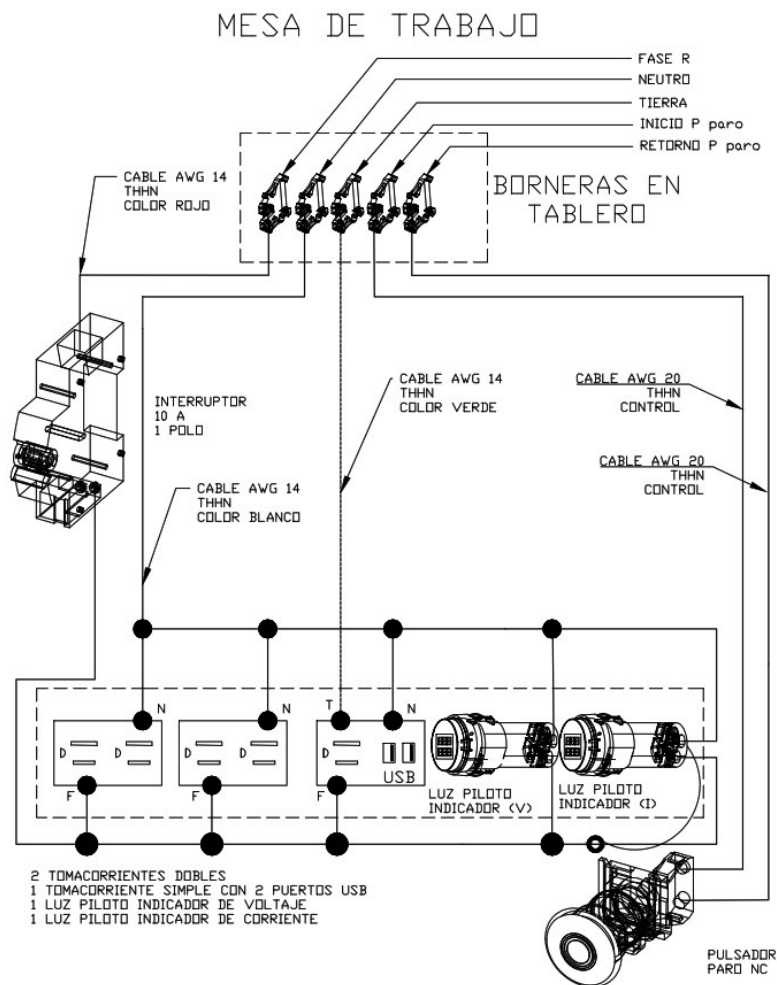 MESA DE TRABAJO
FASE R
NEUTRO
TIERRA
INICIO P paro
RETORNO P paro
BORNERAS EN
TABLERO
CABLE AWG 14
THHN
COLOR ROJO
INTERRUPTOR
10 A
1 POLO
CABLE AWG 14
THHN
COLOR VERDE
CABLE AWG 20
THHN
CONTROL
CABLE AWG 20
THHN
CONTROL
CABLE AWG 14
THHN
COLOR BLANCO
N
N
T
N
D
D
D
D
D
USB
F
F
F
LUZ PILOTO
INDICADOR (V)
LUZ PILOTO
INDICADOR (I)
2 TOMACORRIENTES DOBLES
1 TOMACORRIENTE SIMPLE CON 2 PUERTOS USB
1 LUZ PILOTO INDICADOR DE VOLTAJE
1 LUZ PILOTO INDICADOR DE CORRIENTE
PULSADOR
PARO NC